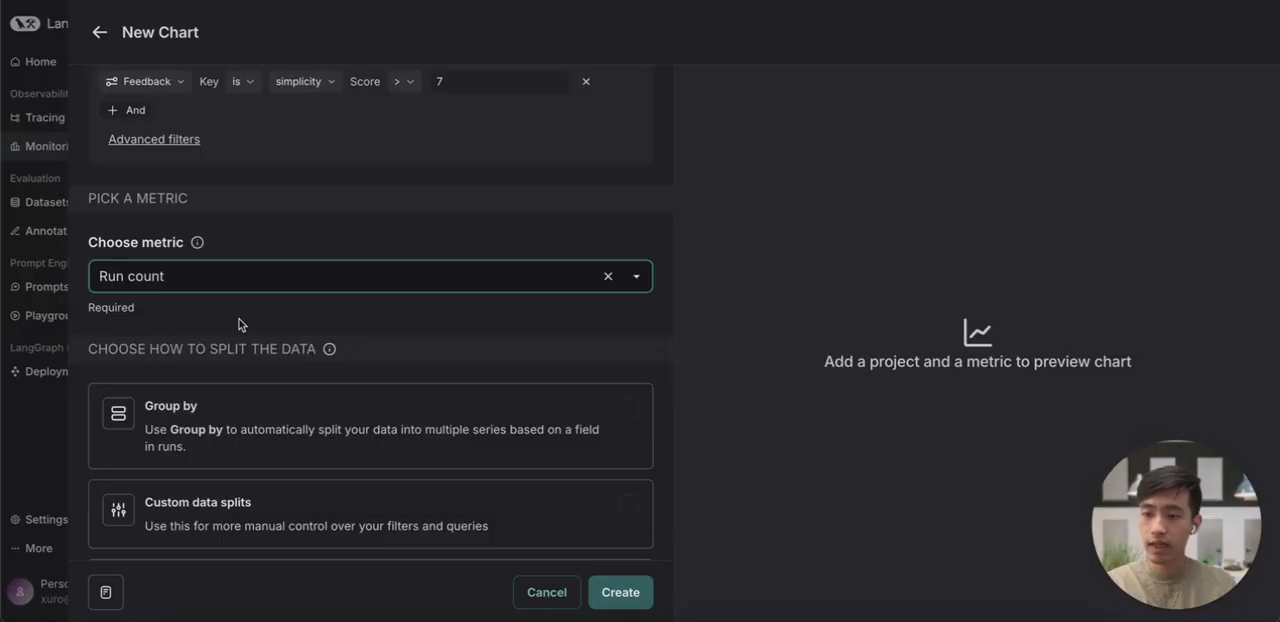 Lan
New Chart
Home
Observabilit
Tracing
Monitori
Evaluation
Datasets
Annotat
Prompt Eng
Prompts
Playgrou
LangGraph
Deploym
Settings
More
Perso
xuro@
Feedback Key is simplicity Score > 7
And
Advanced filters
PICK A METRIC
Choose metric
Run count
Required
CHOOSE HOW TO SPLIT THE DATA
Group by
Use Group by to automatically split your data into multiple series based on a field
in runs.
Custom data splits
Use this for more manual control over your filters and queries
Cancel
Create
Add a project and a metric to preview chart